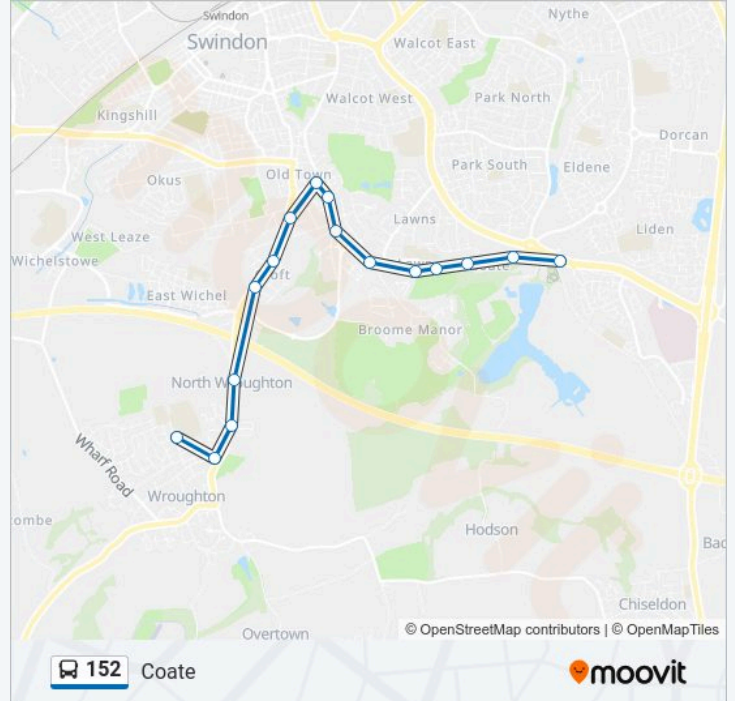 Swindon
Nythe
Swindon
Walcot East
Walcot West
Park North
Kingshill
Dorcan
Park South
Eldene
Old Town
Okus
Lawns
Liden
West Leaze
Wichelstowe
East Wichel
Broome Manor
North Wroughton
Wharf Road
Wroughton
ombe
Hodson
Bad
Chiseldon
Overtown
© OpenStreetMap contributors | © OpenMapTiles
152 Coate
moovit